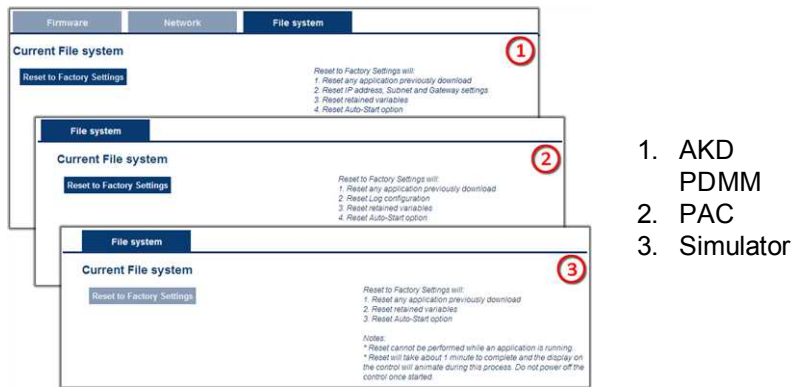 Firmware Network File system
Current File system
1
Reset to Factory Settings
Reset to Factory Settings will:
1. Reset any application previously download
2. Reset IP address, Subnet and Gateway settings
3. Reset retained variables
4. Reset Auto-Start option
File system
Current File system
2
Reset to Factory Settings
Reset to Factory Settings will:
1. Reset any application previously download
2. Reset Log configuration
3. Reset retained variables
4. Reset Auto-Start option
File system
Current File system
3
Reset to Factory Settings
Reset to Factory Settings will:
1. Reset any application previously download
2. Reset retained variables
3. Reset Auto-Start option
Notes:
* Reset cannot be performed while an application is running.
* Reset will take about 1 minute to complete and the display on
the control will animate during this process. Do not power off the
control once started.
1. AKD
PDMM
2. PAC
3. Simulator